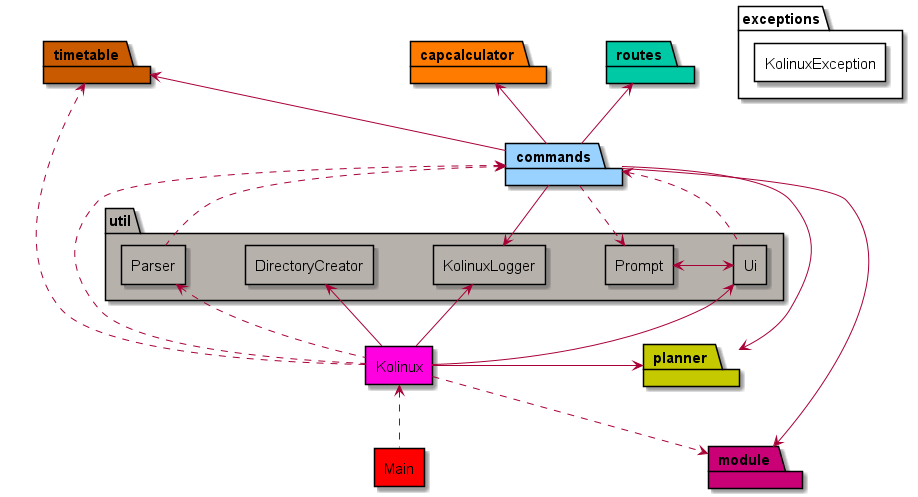 exceptions
KolinuxException
timetable
capcalculator
routes
commands
util
Parser
DirectoryCreator
KolinuxLogger
Prompt
Ui
Kolinux
planner
Main
module